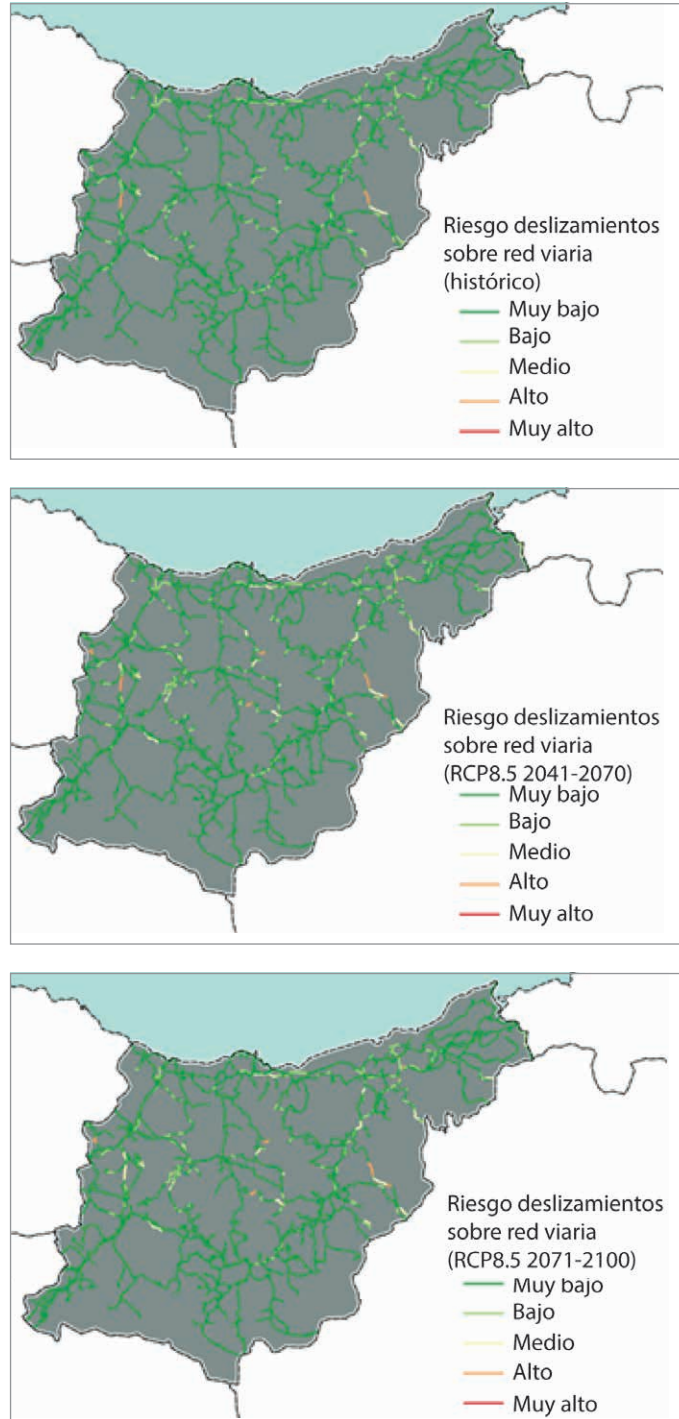 Riesgo deslizamientos
sobre red viaria
(histórico)
Muy bajo
Bajo
Medio
Alto
Muy alto
Riesgo deslizamientos
sobre red viaria
(RCP8.5 2041-2070)
Muy bajo
Bajo
Medio
Alto
Muy alto
Riesgo deslizamientos
sobre red viaria
(RCP8.5 2071-2100)
Muy bajo
Bajo
Medio
Alto
Muy alto